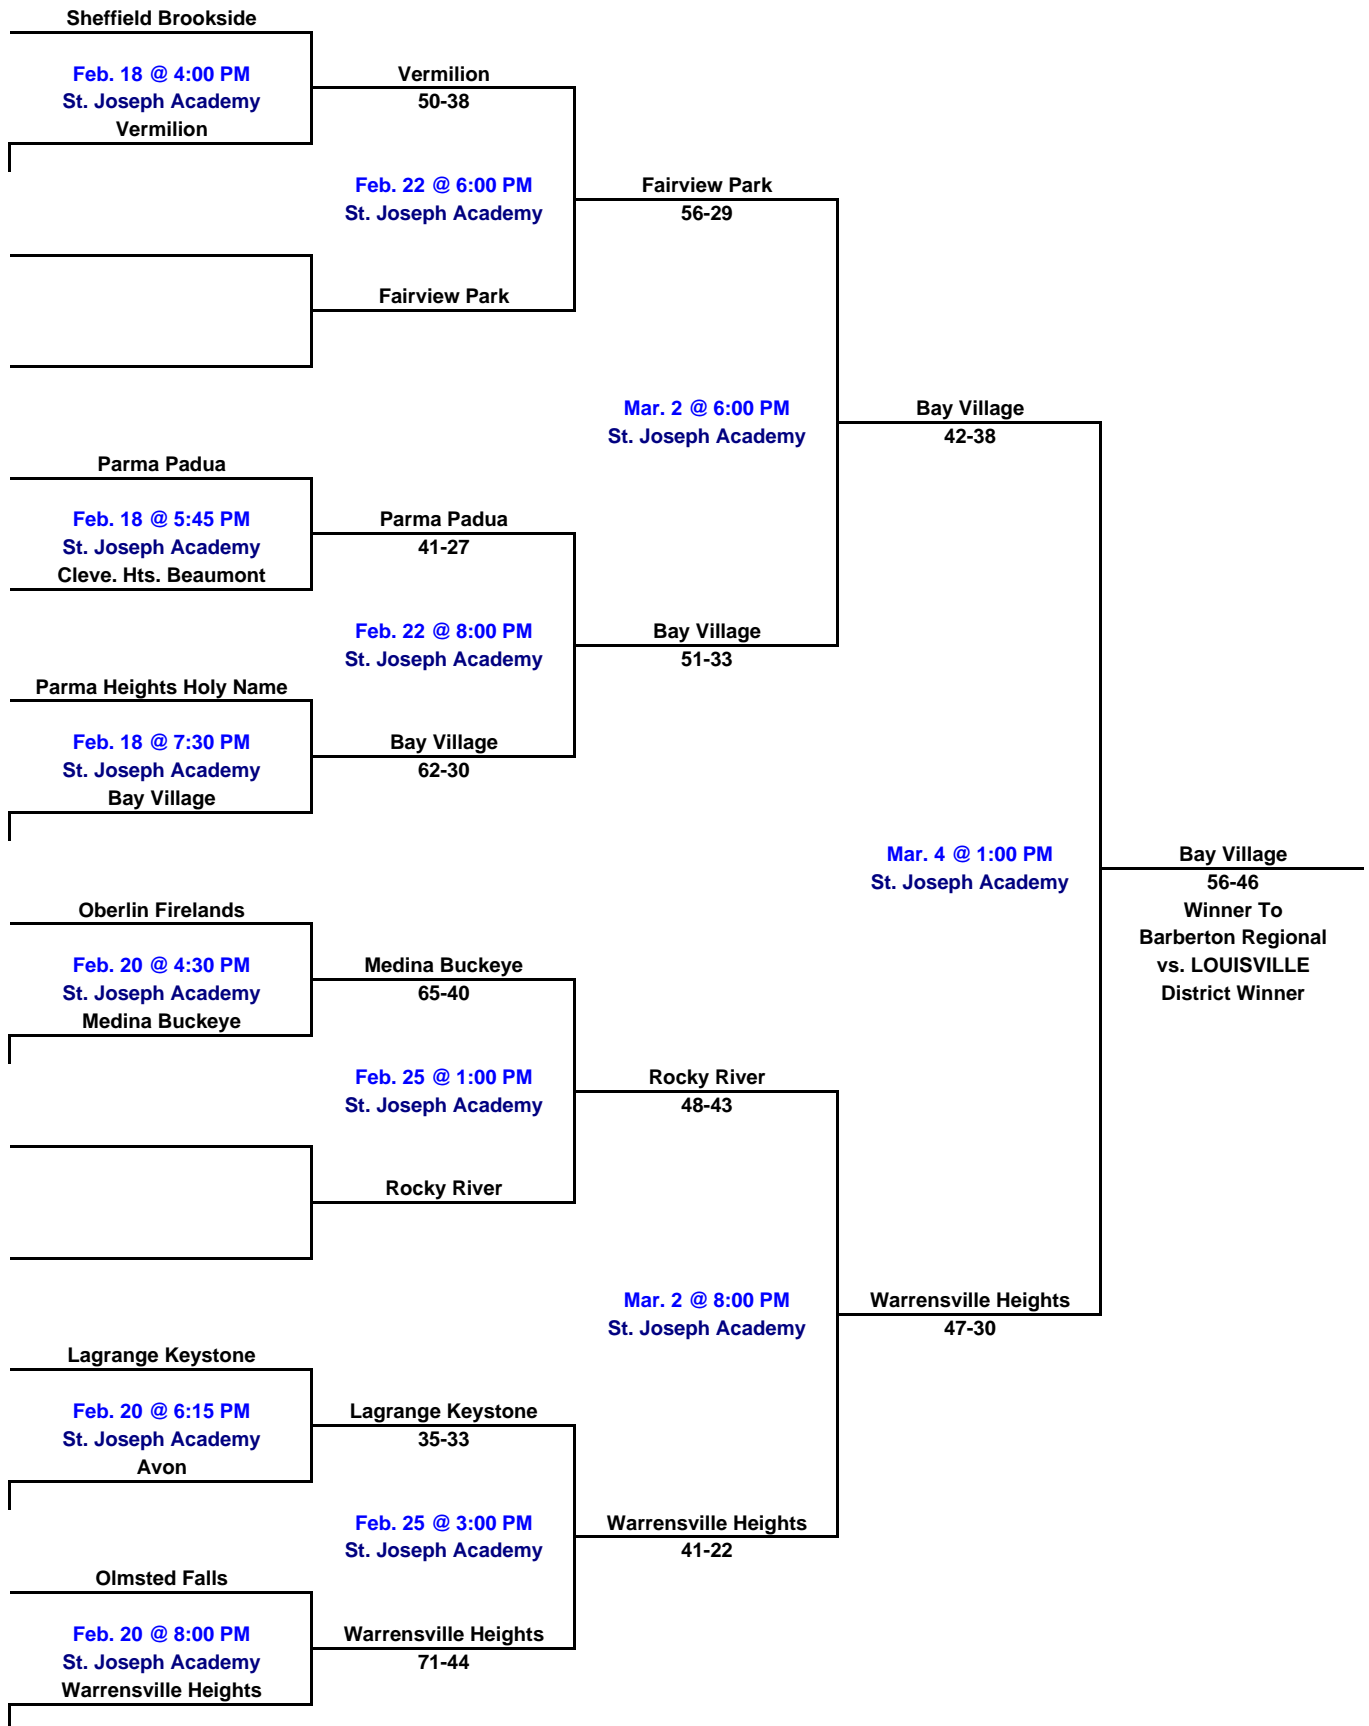 Sheffield Brookside
Feb. 18 @ 4:00 PM
St. Joseph Academy
Vermilion
Vermilion
50-38
Feb. 22 @ 6:00 PM
St. Joseph Academy
Fairview Park
Fairview Park
56-29
Mar. 2 @ 6:00 PM
St. Joseph Academy
Bay Village
42-38
Parma Padua
Feb. 18 @ 5:45 PM
St. Joseph Academy
Cleve. Hts. Beaumont
Parma Padua
41-27
Feb. 22 @ 8:00 PM
St. Joseph Academy
Bay Village
51-33
Parma Heights Holy Name
Feb. 18 @ 7:30 PM
St. Joseph Academy
Bay Village
Bay Village
62-30
Mar. 4 @ 1:00 PM
St. Joseph Academy
Bay Village
56-46
Winner To
Barberton Regional
vs. LOUISVILLE
District Winner
Oberlin Firelands
Feb. 20 @ 4:30 PM
St. Joseph Academy
Medina Buckeye
Medina Buckeye
65-40
Feb. 25 @ 1:00 PM
St. Joseph Academy
Rocky River
Rocky River
48-43
Mar. 2 @ 8:00 PM
St. Joseph Academy
Warrensville Heights
47-30
Lagrange Keystone
Feb. 20 @ 6:15 PM
St. Joseph Academy
Avon
Lagrange Keystone
35-33
Feb. 25 @ 3:00 PM
St. Joseph Academy
Warrensville Heights
41-22
Olmsted Falls
Feb. 20 @ 8:00 PM
St. Joseph Academy
Warrensville Heights
Warrensville Heights
71-44